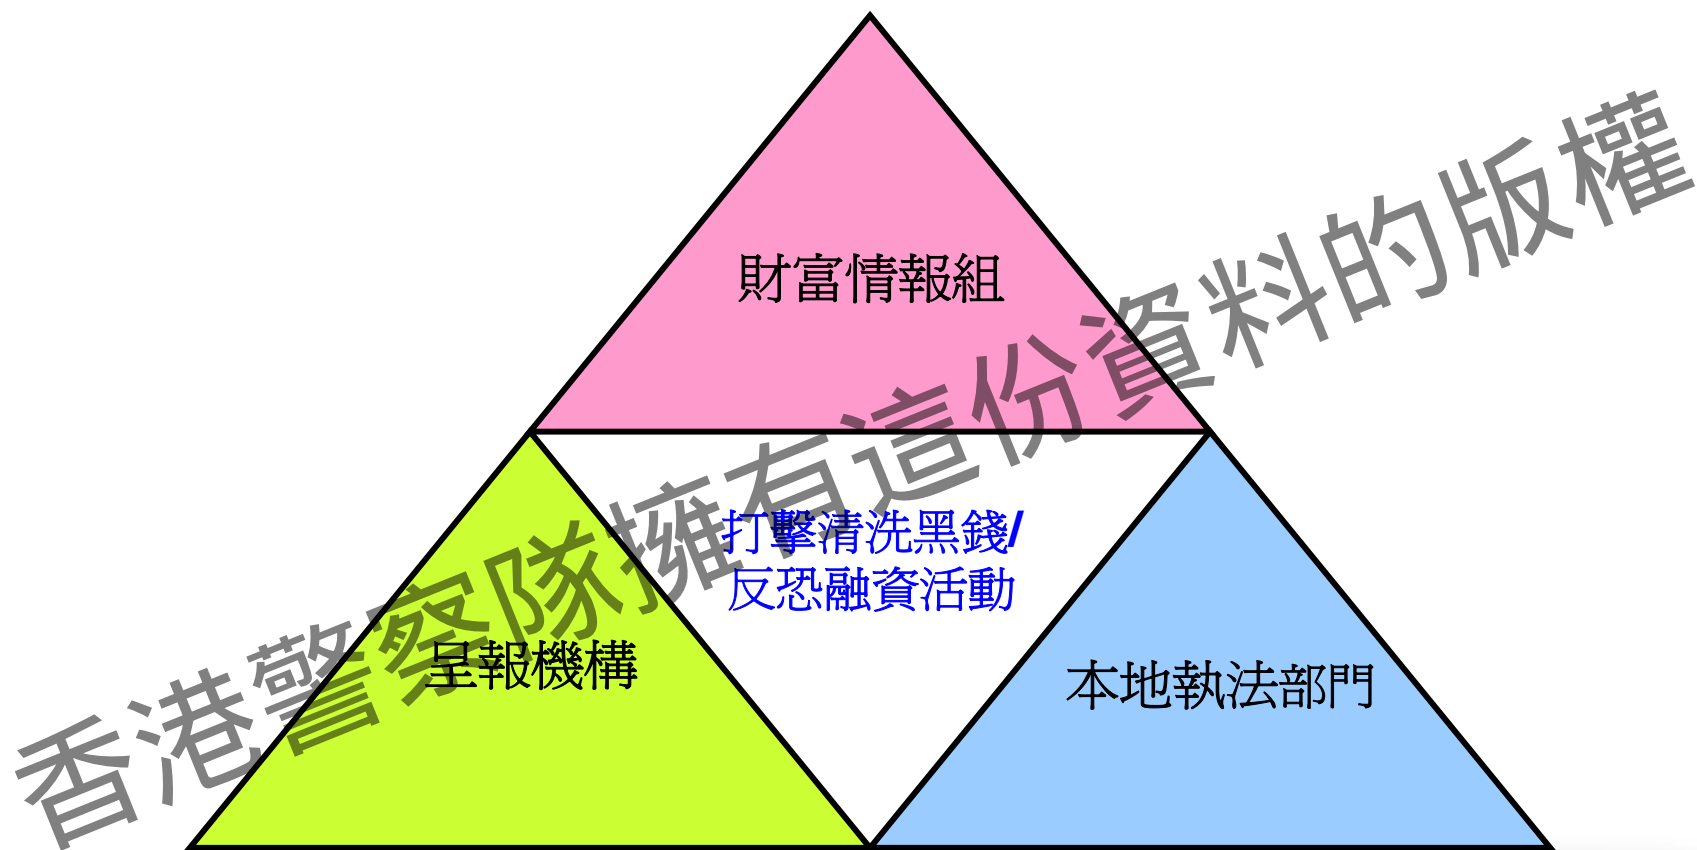 財富情報組
打擊清洗黑錢/
反恐融資活動
呈報機構
本地執法部門
香港警察隊擁有這份資料的版權